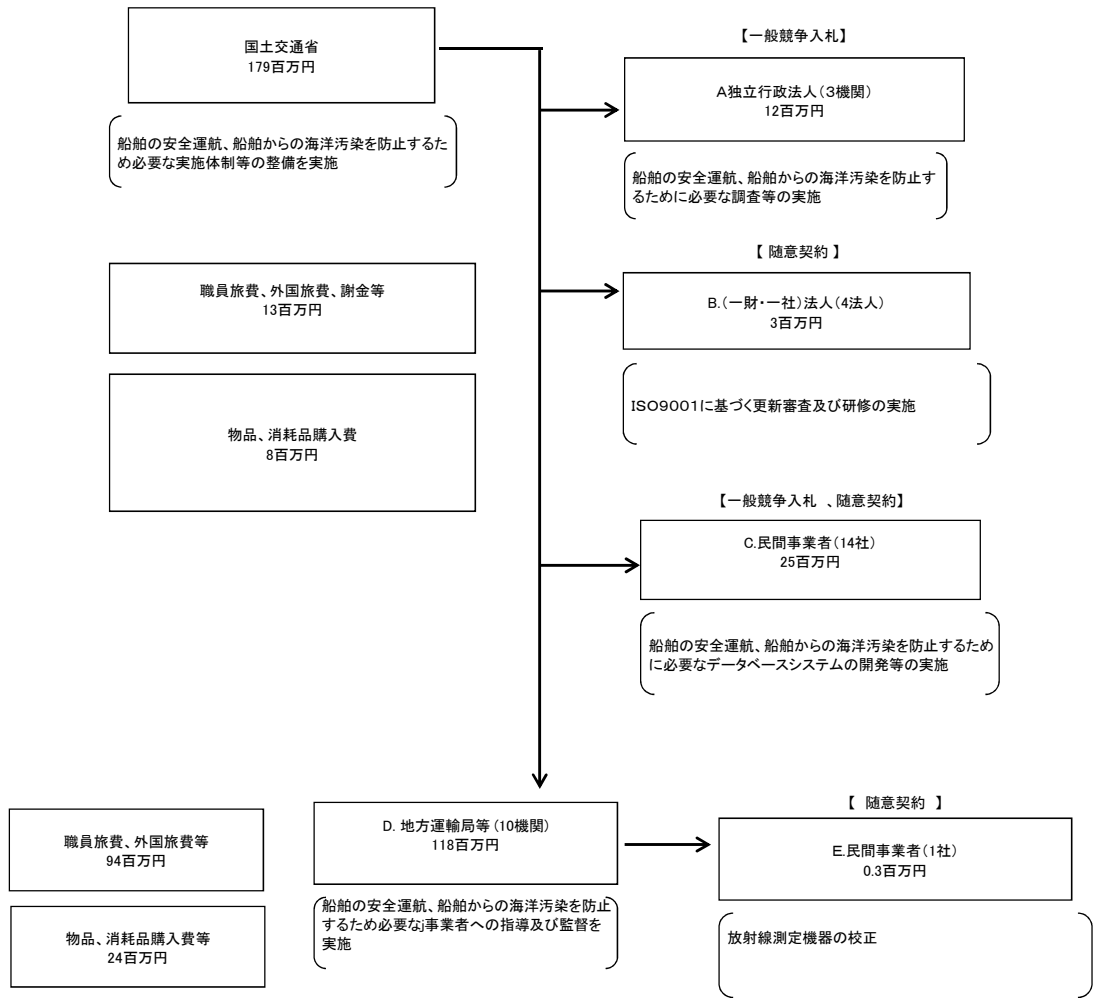 国土交通省
179百万円
船舶の安全運航、船舶からの海洋汚染を防止するた
め必要な実施体制等の整備を実施
【一般競争入札】
A独立行政法人（3機関）
12百万円
船舶の安全運航、船舶からの海洋汚染を防止す
るために必要な調査等の実施
職員旅費、外国旅費、謝金等
13百万円
【 随意契約 】
B.（一財・一社）法人（4法人）
3百万円
ISO9001に基づく更新審査及び研修の実施
物品、消耗品購入費
8百万円
【一般競争入札 、随意契約】
C.民間事業者（14社）
25百万円
船舶の安全運航、船舶からの海洋汚染を防止するため
に必要なデータベースシステムの開発等の実施
職員旅費、外国旅費等
94百万円
物品、消耗品購入費等
24百万円
D. 地方運輸局等（10機関）
118百万円
船舶の安全運航、船舶からの海洋汚染を防止
するため必要なj事業者への指導及び監督を
実施
【 随意契約 】
E.民間事業者（1社）
0.3百万円
放射線測定機器の校正